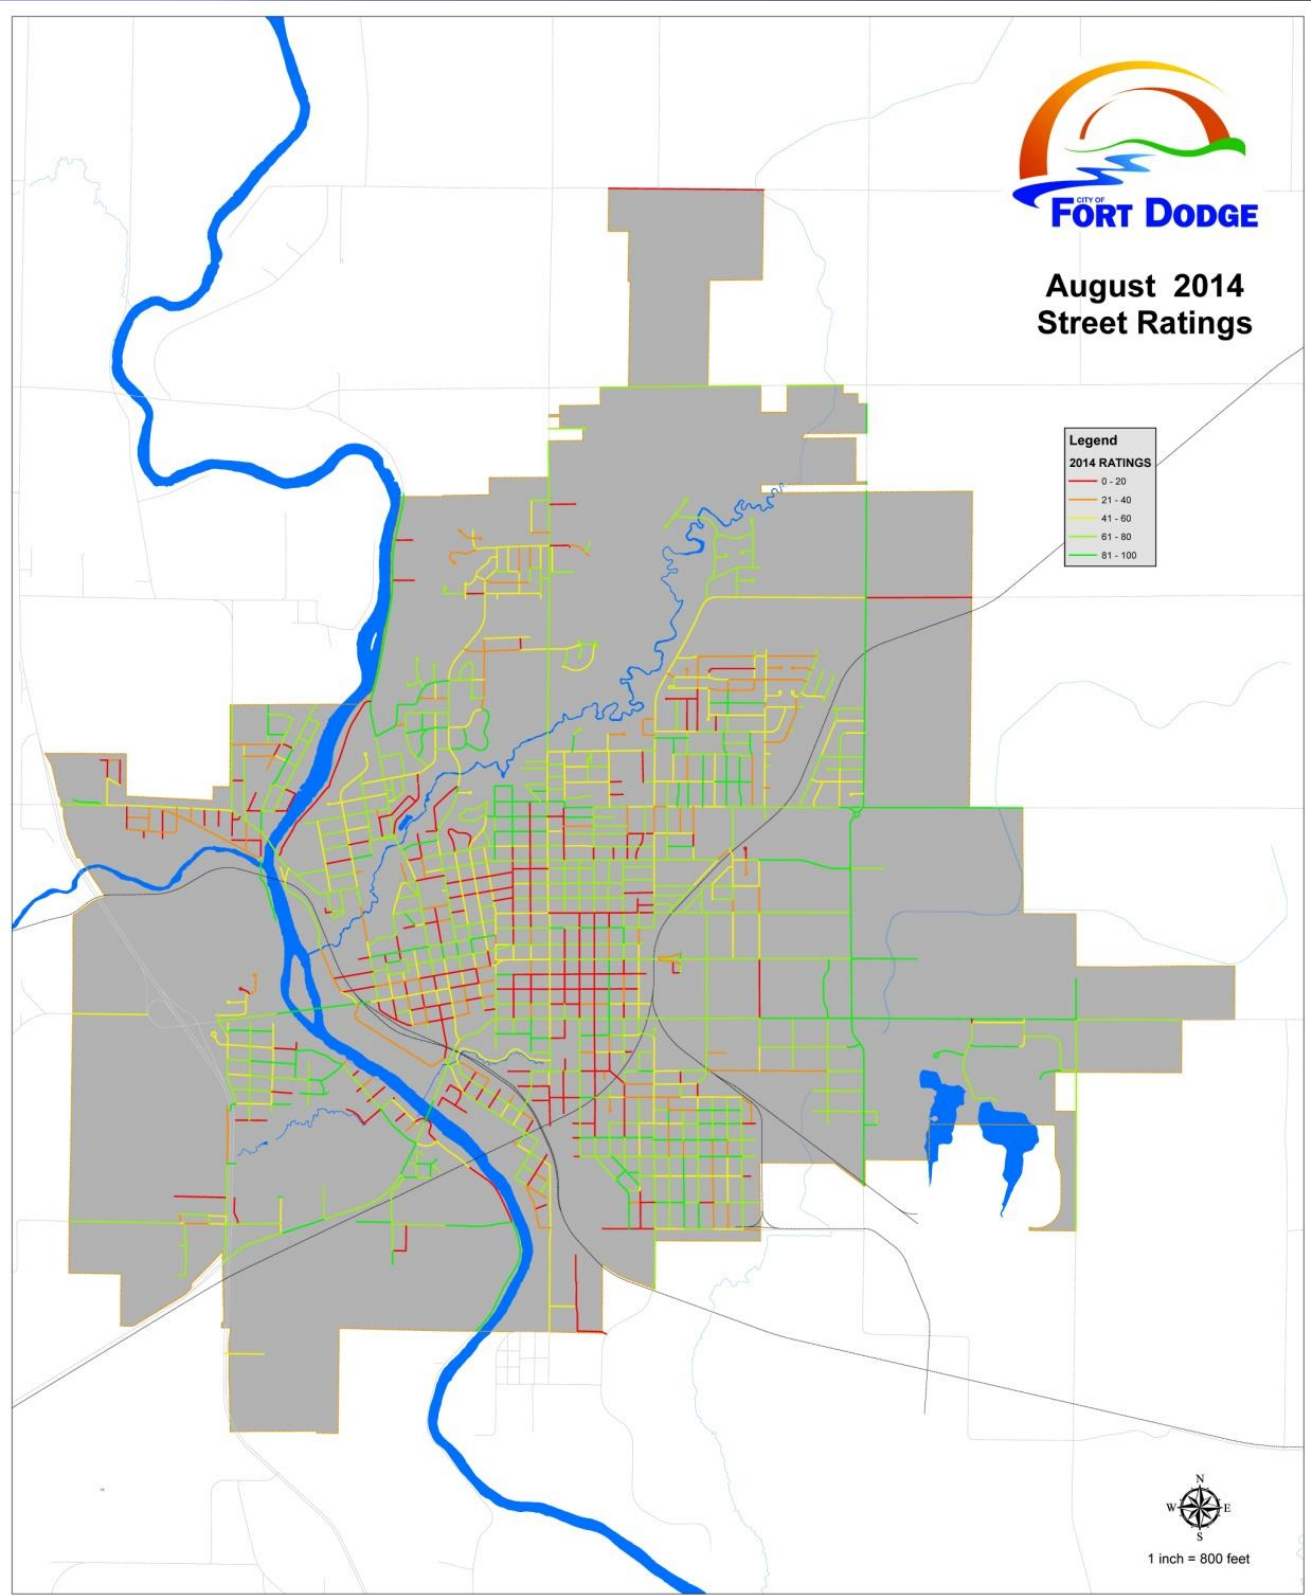 CITY OF
FORT DODGE
August 2014
Street Ratings
Legend
2014 RATINGS
0 - 20
21 - 40
41 - 60
61 - 80
81 - 100
N
W E
S
1 inch = 800 feet